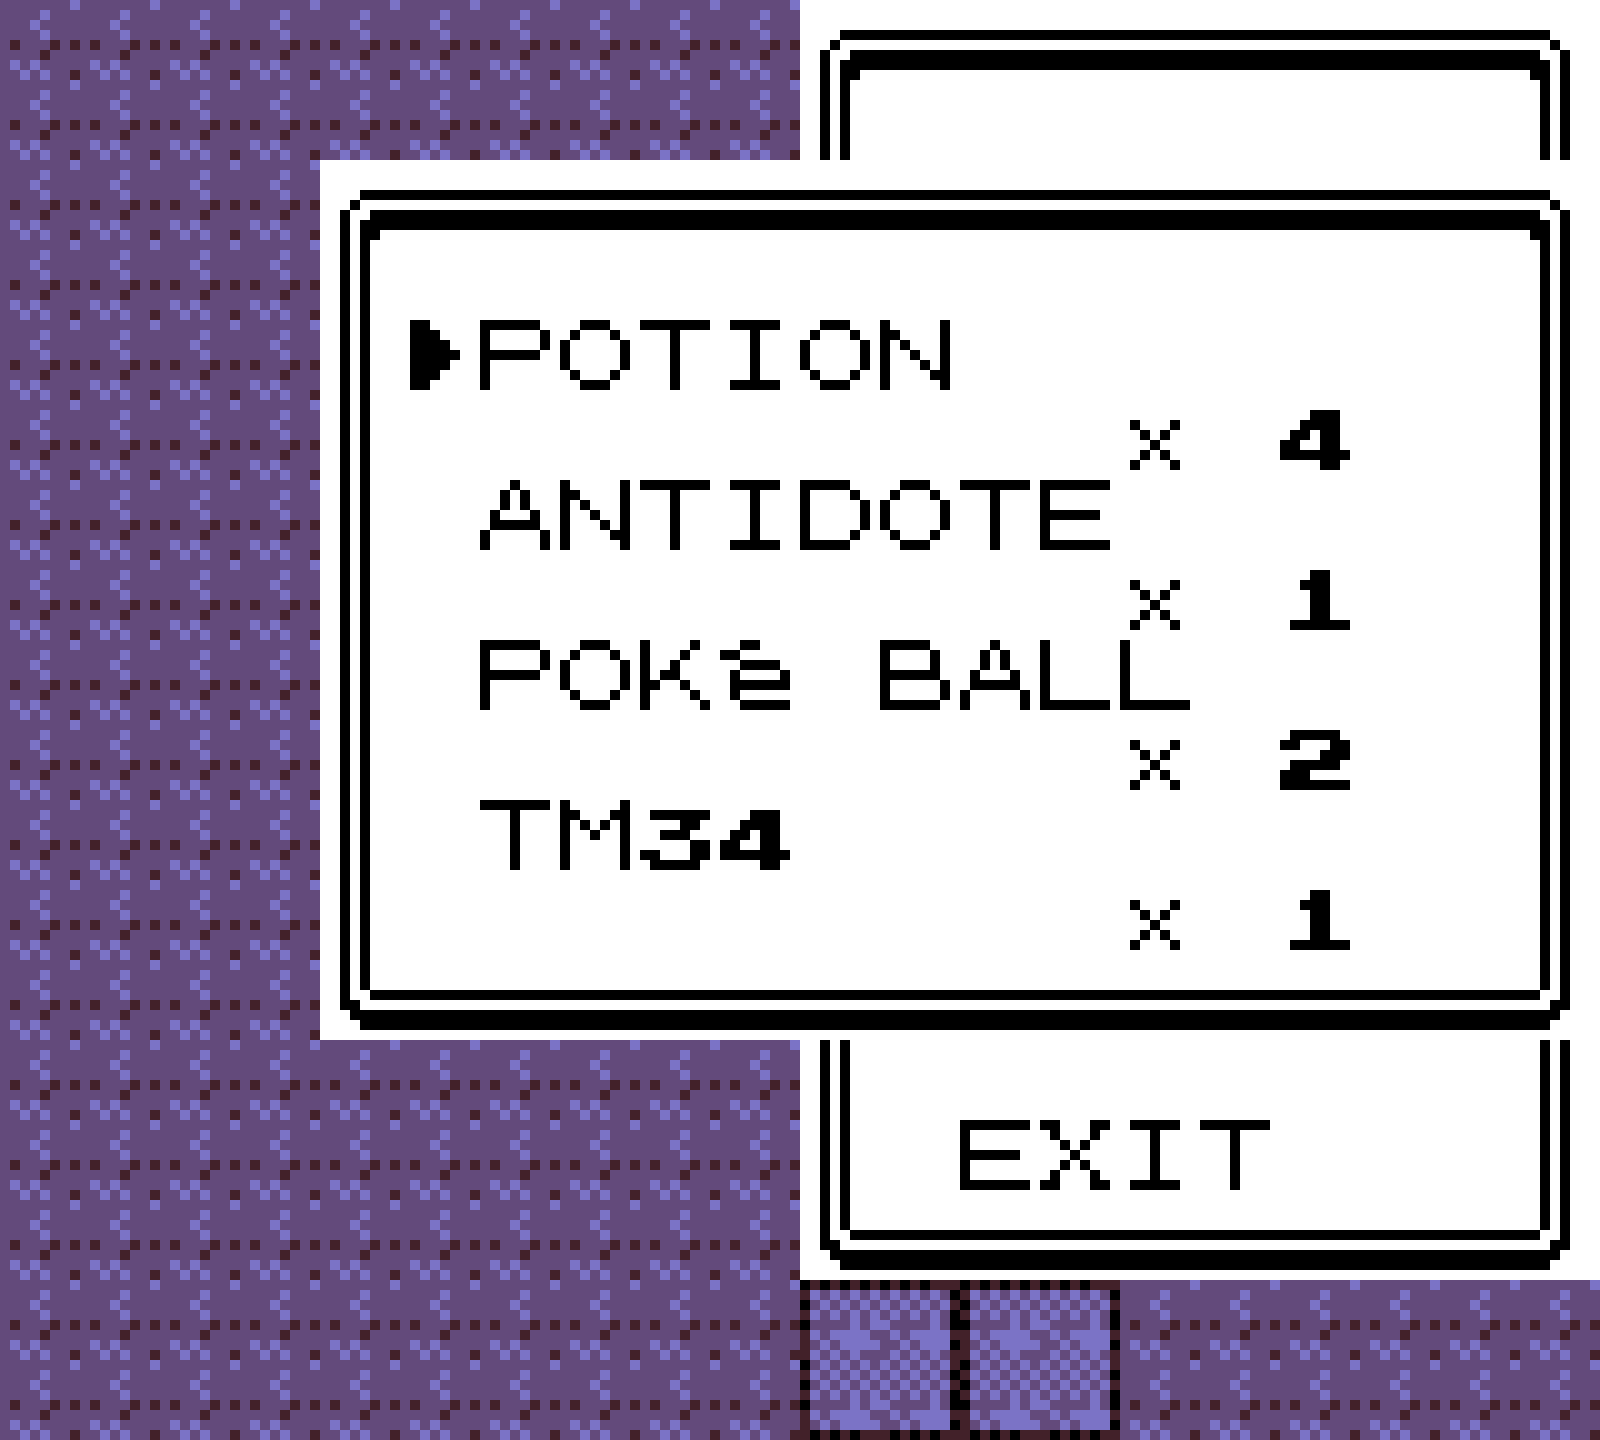 ▶POTION
× 4
ANTIDOTE
× 1
POKé BALL
× 2
TM34
× 1
EXIT